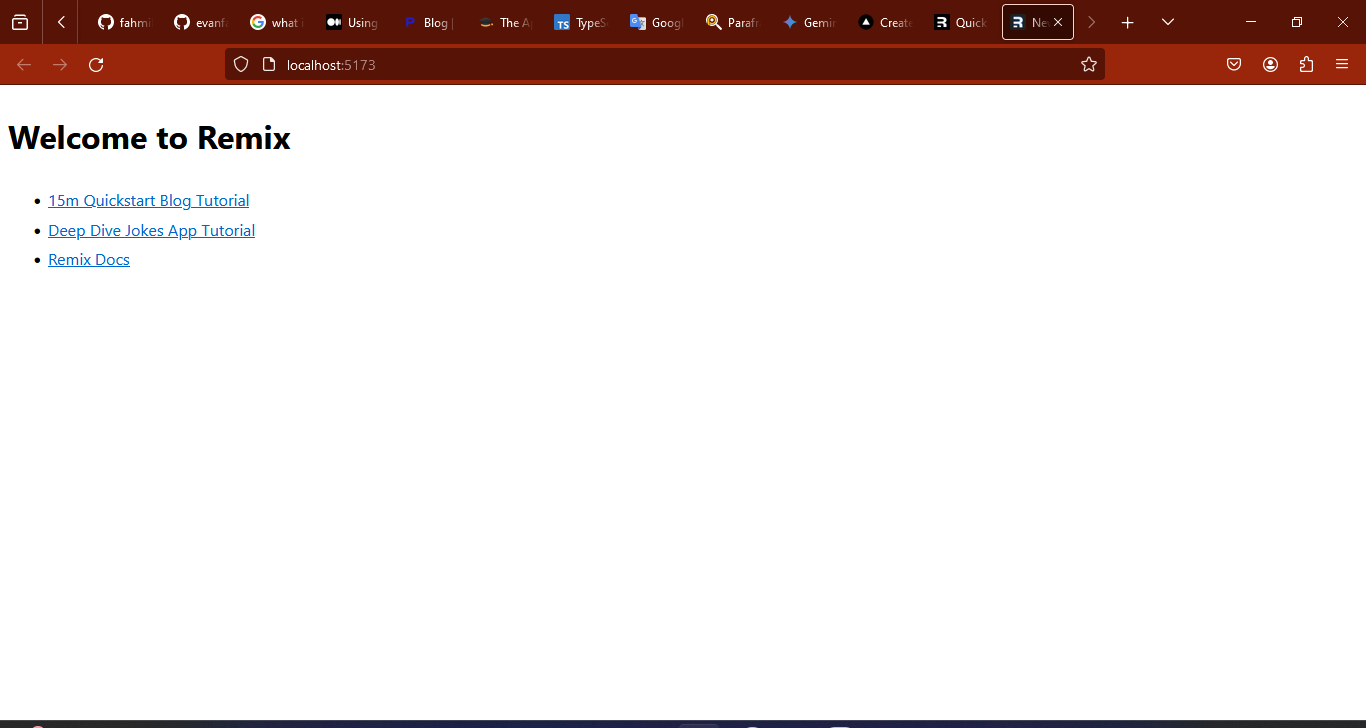 fahmi
evanfa
what i
Using
Blog |
The A
TypeS
Googl
Parafr
Gemin
Create
Quick
Ne
localhost:5173
Welcome to Remix
15m Quickstart Blog Tutorial
Deep Dive Jokes App Tutorial
Remix Docs